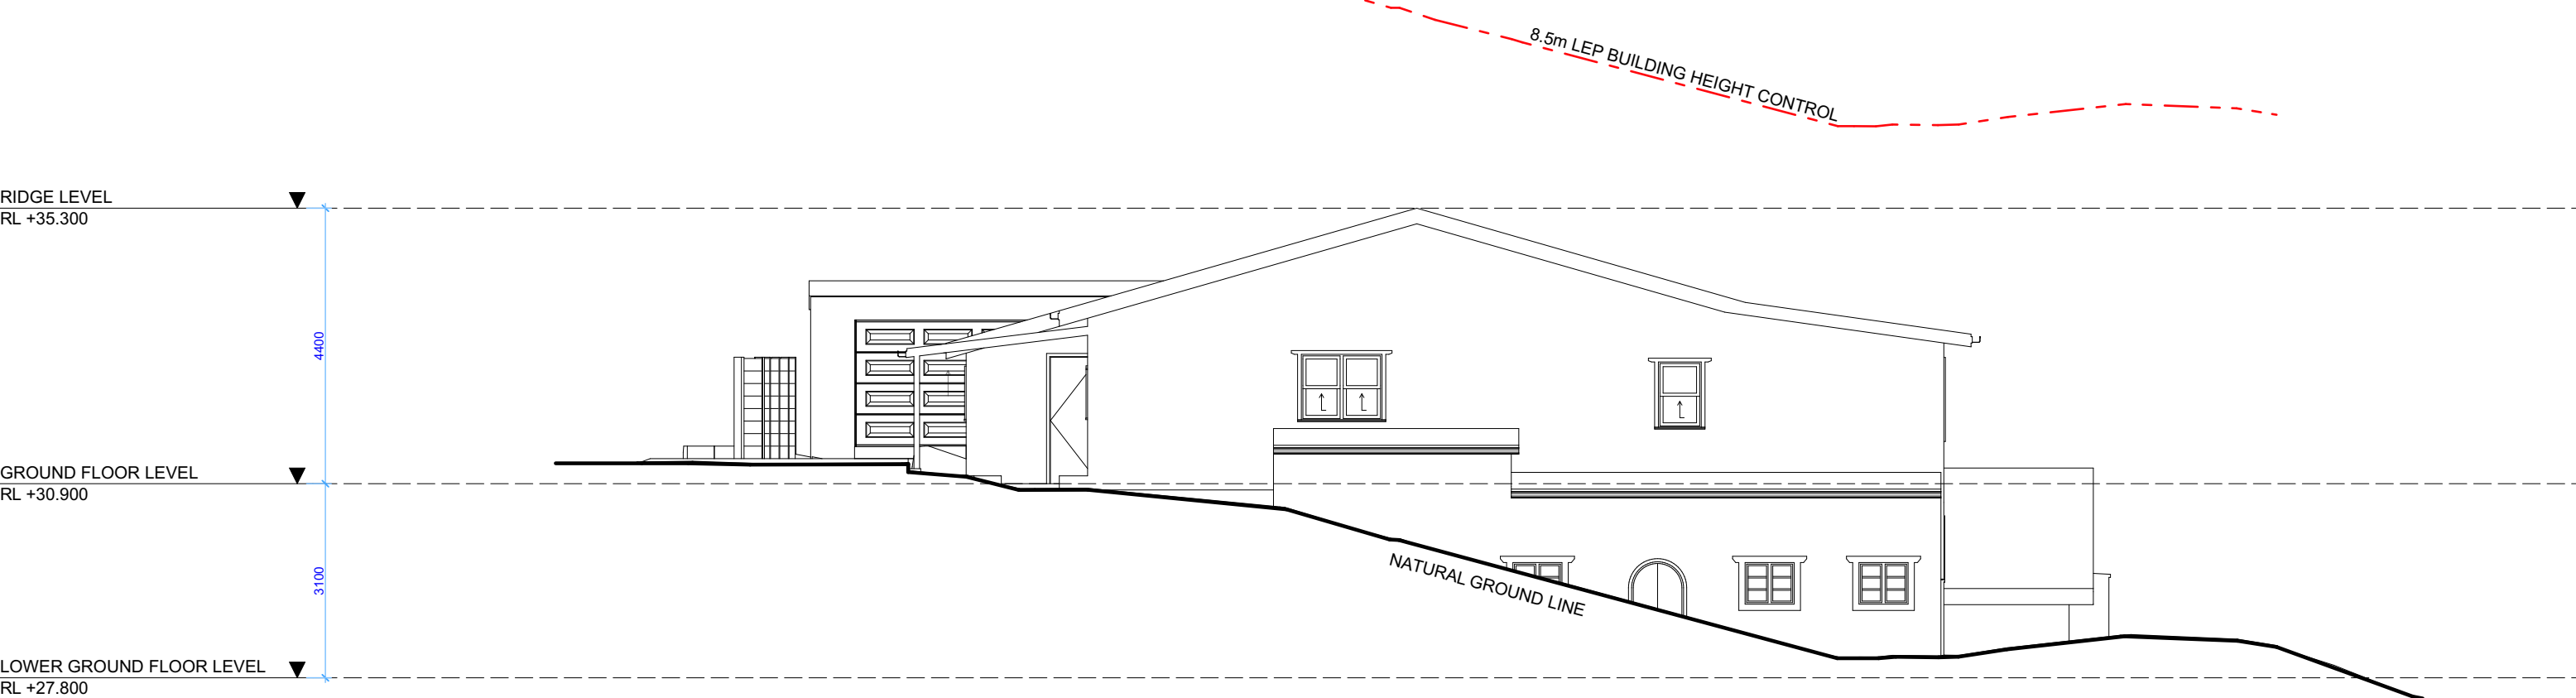 8.5m LEP BUILDING HEIGHT CONTROL
RIDGE LEVEL
RL +35.300
4400
GROUND FLOOR LEVEL
RL +30.900
NATURAL GROUND LINE
3100
LOWER GROUND FLOOR LEVEL
RL +27.800